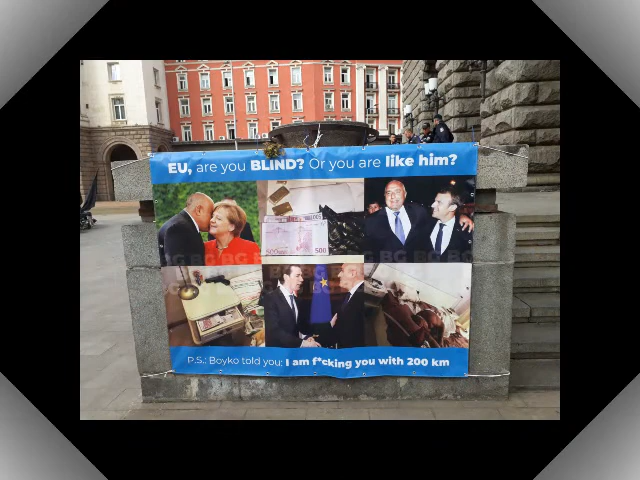 EU, are you BLIND? Or you are like him?
500 500
P.S.: Boyko told you: I am f*cking you with 200 km